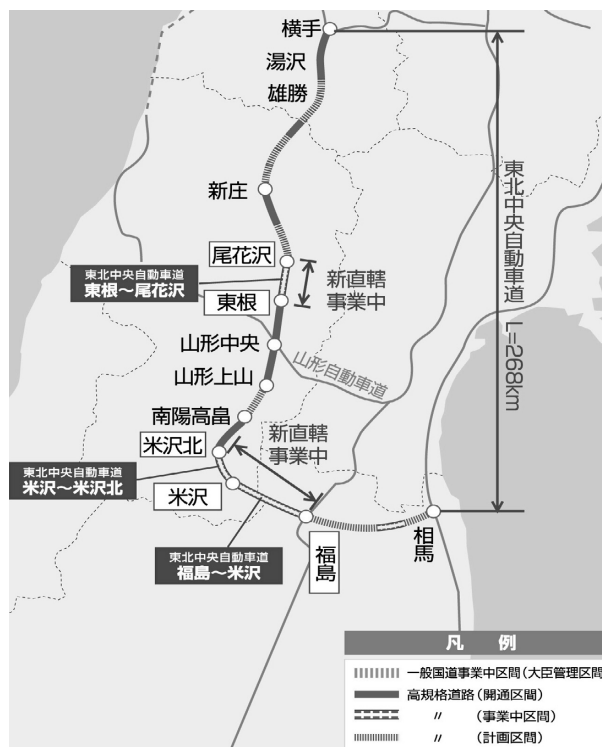 横手
湯沢
雄勝
新庄
尾花沢
東北中央自動車道
東根～尾花沢
新直轄
事業中
東根
山形中央
山形自動車道
山形上山
南陽高畠
米沢北
新直轄
事業中
東北中央自動車道
米沢～米沢北
米沢
東北中央自動車道
福島～米沢
福島
相馬
東北中央自動車道 L=268km
凡 例
一般国道事業中区間(大臣管理区間
高規格道路(開通区間)
〃 (事業中区間)
〃 (計画区間)